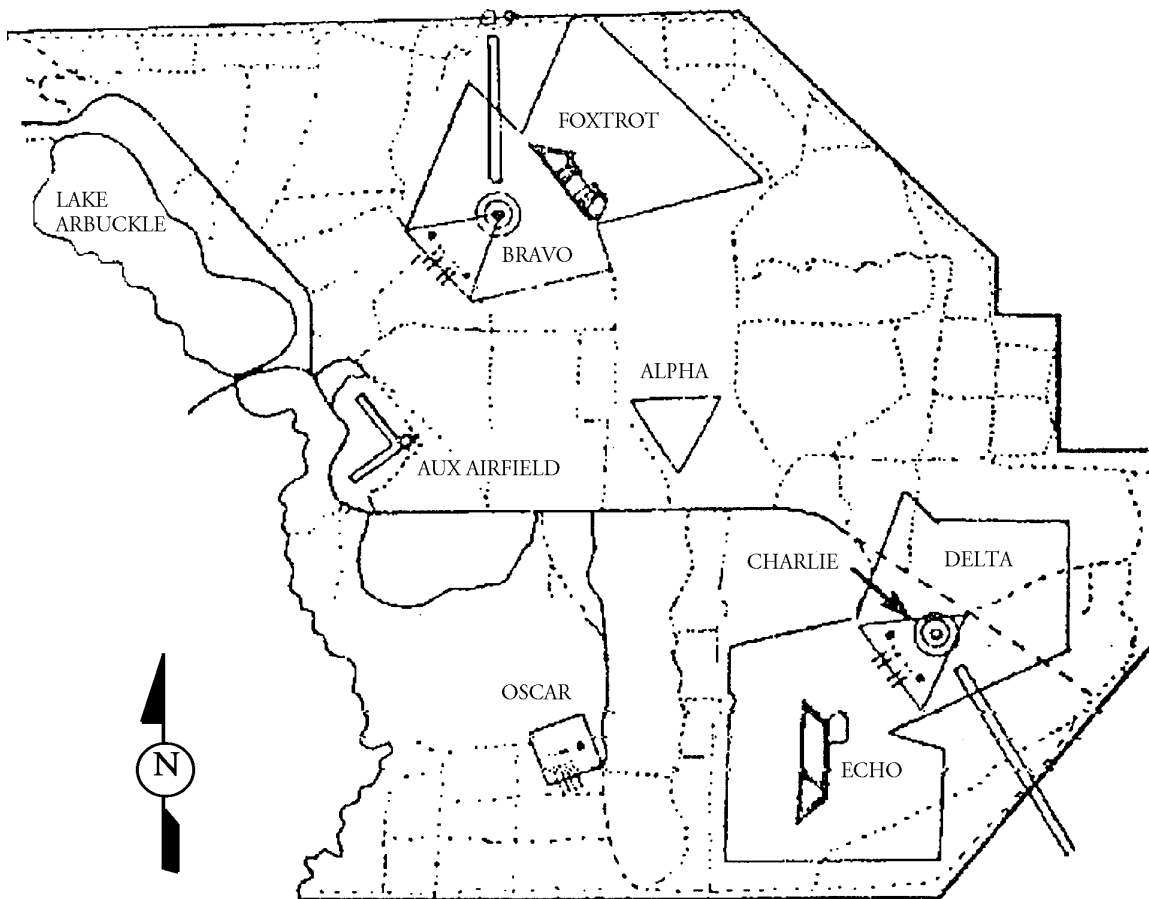 FOXTROT
LAKE
ARBUCKLE
BRAVO
ALPHA
AUX AIRFIELD
CHARLIE
DELTA
OSCAR
N
ECHO